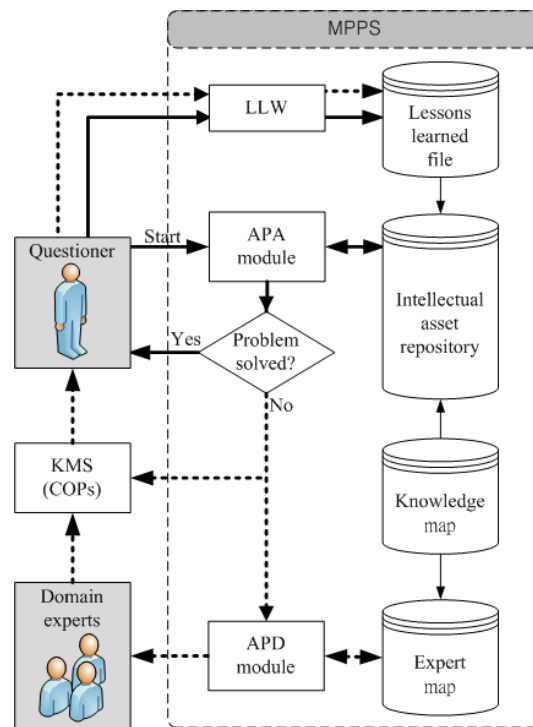 MPPS
LLW
Lessons
learned
file
Questioner
Start
APA
module
Intellectual
asset
repository
Yes
Problem
solved?
No
KMS
(COPs)
Knowledge
map
Domain
experts
APD
module
Expert
map